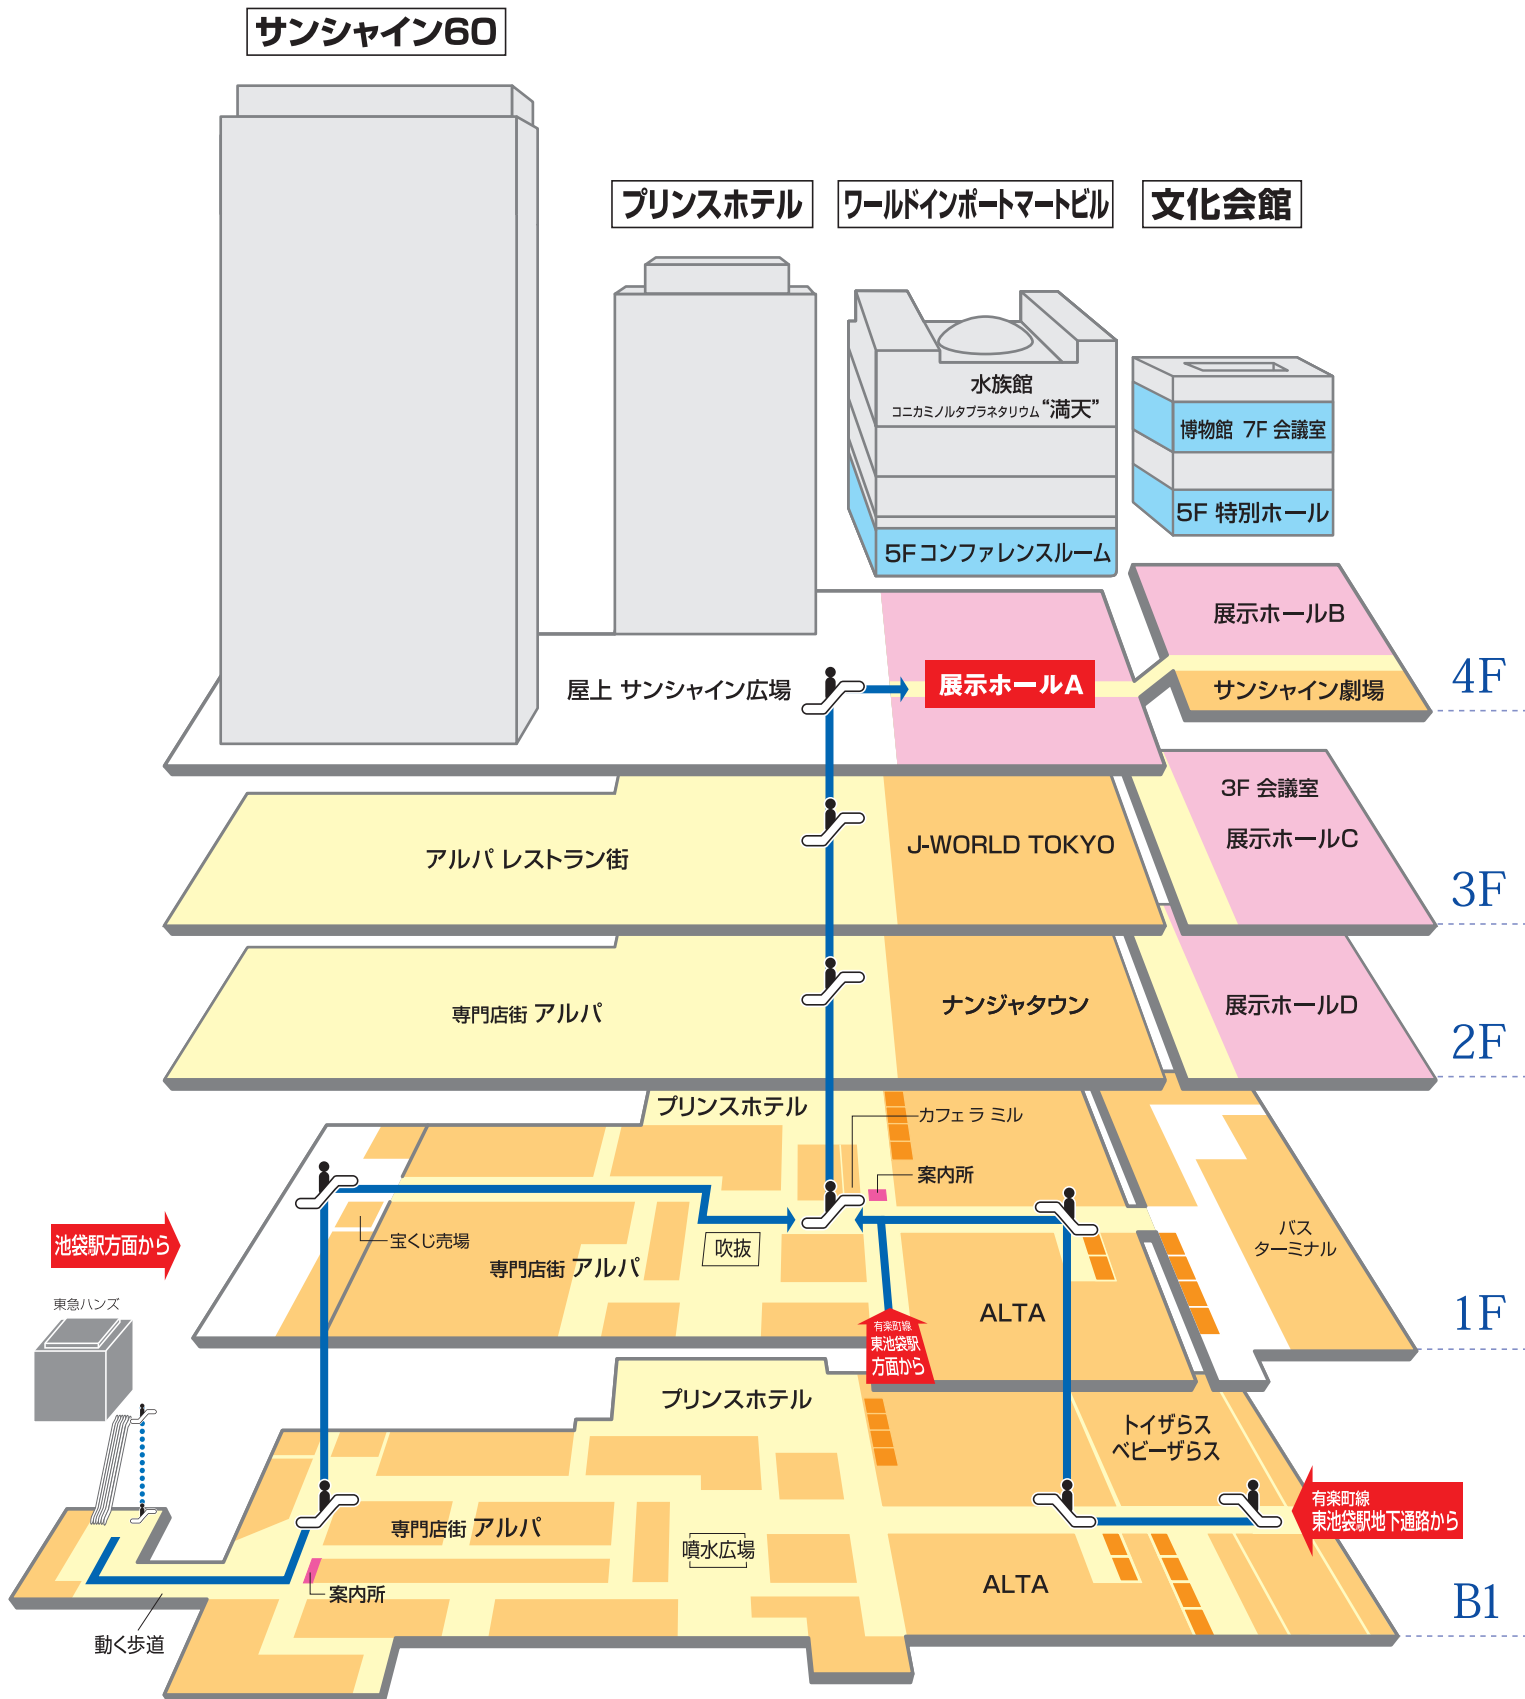 サンシャイン60
プリンスホテル
ワールドインポートマートビル
文化会館
水族館
コニカミノルタプラネタリウム“満天”
博物館 7F 会議室
5F 特別ホール
5F コンファレンスルーム
展示ホールB
屋上 サンシャイン広場
展示ホールA
サンシャイン劇場
4F
3F 会議室
アルパ レストラン街
J-WORLD TOKYO
展示ホールC
3F
専門店街 アルパ
ナンジャタウン
展示ホールD
2F
プリンスホテル
カフェ ラ ミル
案内所
池袋駅方面から
宝くじ売場
吹抜
バス
ターミナル
専門店街 アルパ
東急ハンズ
ALTA
1F
有楽町線
東池袋駅
方面から
プリンスホテル
トイザらス
ベビーザらス
有楽町線
東池袋駅地下通路から
専門店街 アルパ
噴水広場
ALTA
案内所
B1
動く歩道